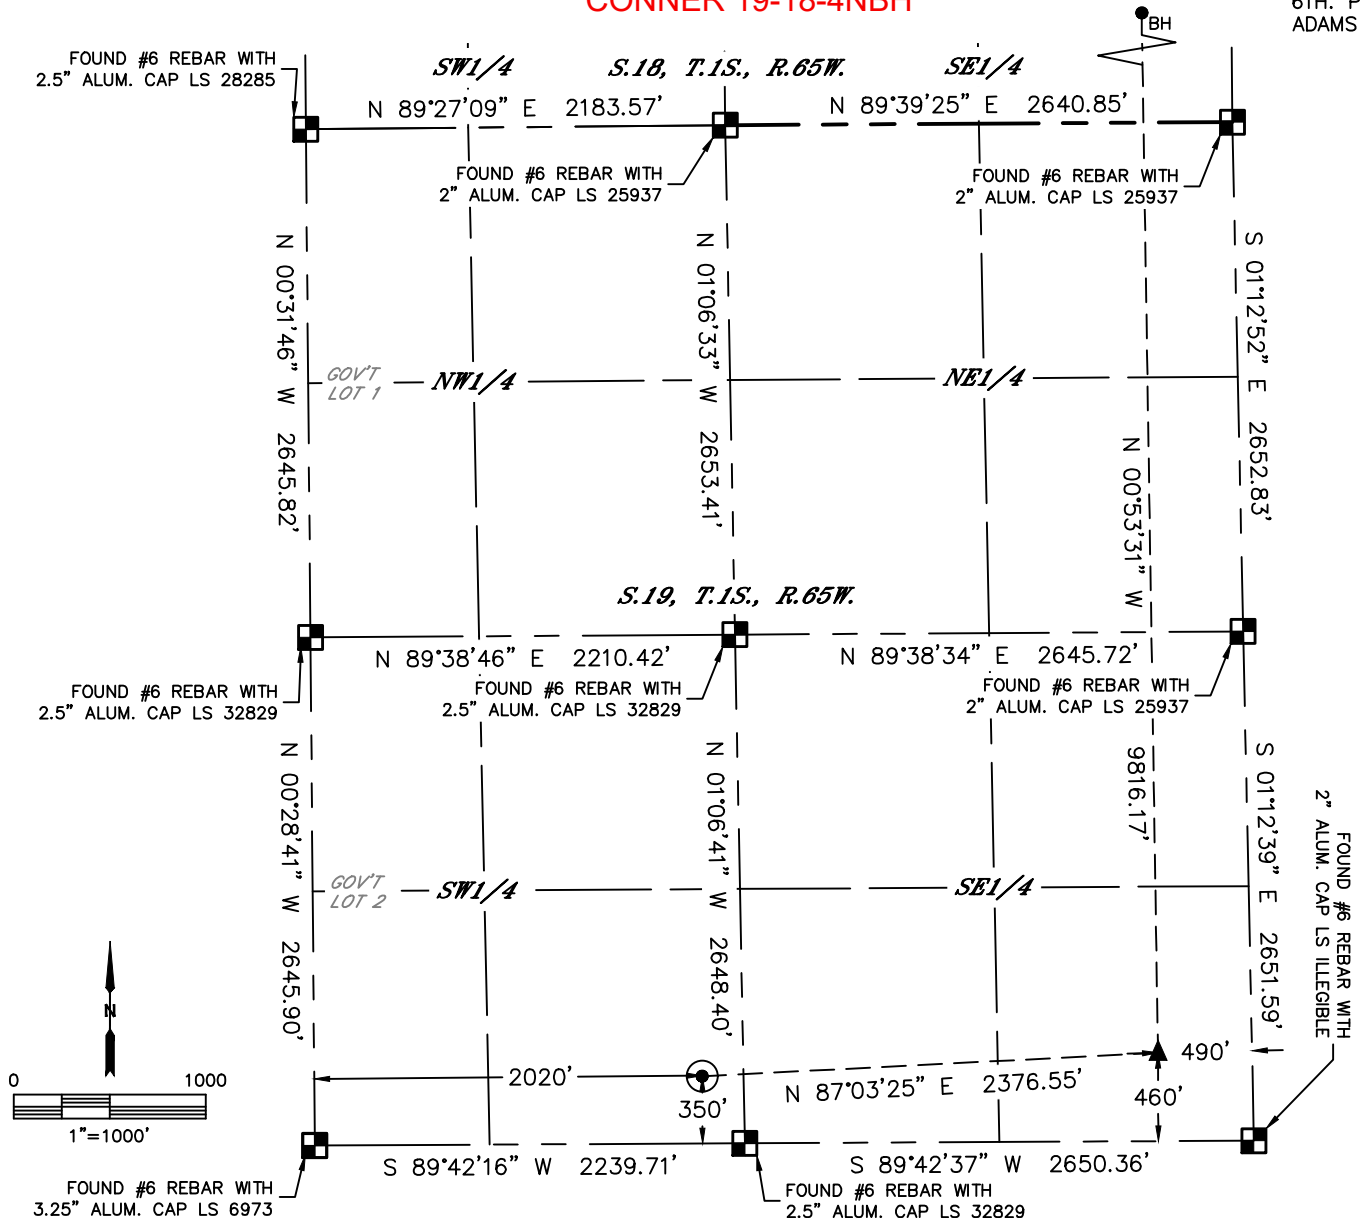 CONNER 19-18-4NBH
6TH. P
ADAMS
BH
FOUND #6 REBAR WITH
2.5" ALUM. CAP LS 28285
SW1/4
S.18, T.1S., R.65W.
SE1/4
N 89°27'09" E 2183.57'
N 89°39'25" E 2640.85'
FOUND #6 REBAR WITH
2" ALUM. CAP LS 25937
FOUND #6 REBAR WITH
2" ALUM. CAP LS 25937
N 00°31'46" W 2645.82'
N 01°06'33" W 2653.41'
S 01°12'52" E 2652.83'
GOV'T
LOT 1
NW1/4
NE1/4
N 00°53'31" W 9816.17'
S.19, T.1S., R.65W.
N 89°38'46" E 2210.42'
N 89°38'34" E 2645.72'
FOUND #6 REBAR WITH
2.5" ALUM. CAP LS 32829
FOUND #6 REBAR WITH
2.5" ALUM. CAP LS 32829
FOUND #6 REBAR WITH
2" ALUM. CAP LS 25937
N 00°28'41" W 2645.90'
N 01°06'41" W 2648.40'
S 01°12'39" E 2651.59'
FOUND #6 REBAR WITH
2" ALUM. CAP LS ILLEGIBLE
GOV'T
LOT 2
SW1/4
SE1/4
N
0 1000
1"=1000'
2020'
350'
N 87°03'25" E 2376.55'
490'
460'
S 89°42'16" W 2239.71'
S 89°42'37" W 2650.36'
FOUND #6 REBAR WITH
3.25" ALUM. CAP LS 6973
FOUND #6 REBAR WITH
2.5" ALUM. CAP LS 32829